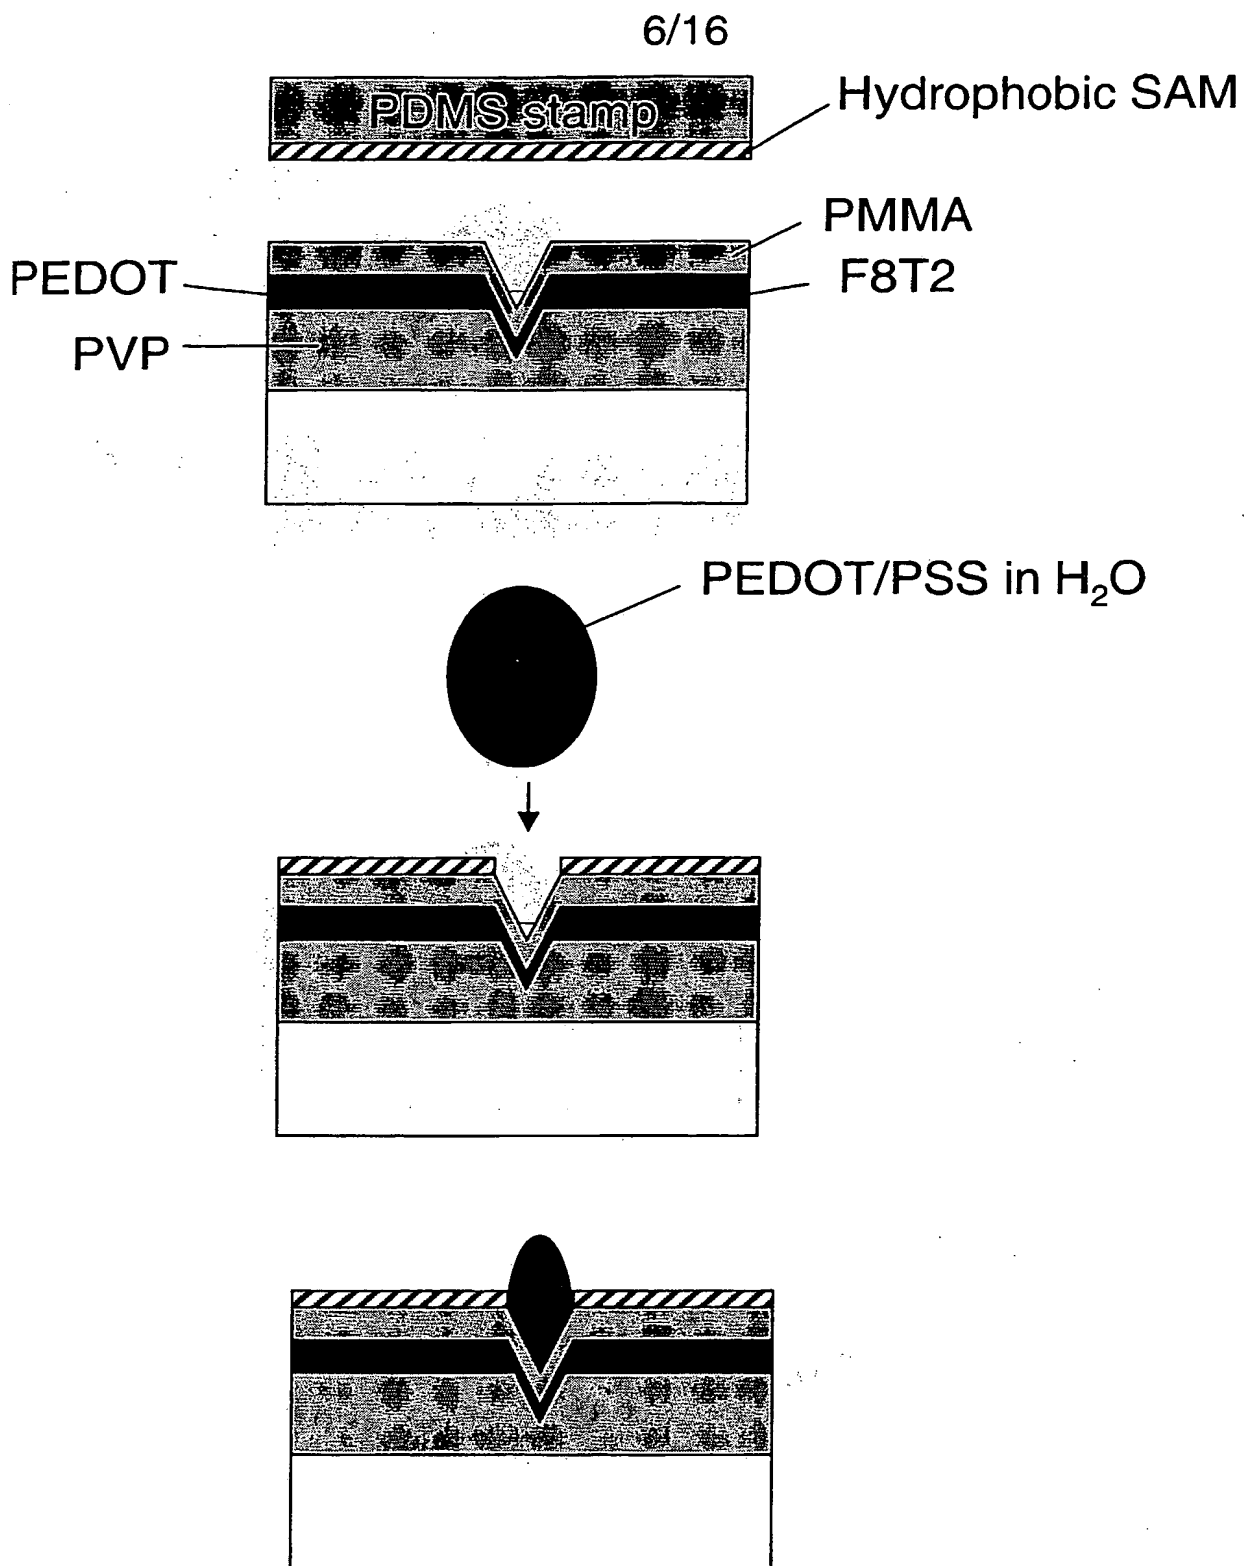 6/16
PDMS stamp
Hydrophobic SAM
PMMA
PEDOT
F8T2
PVP
PEDOT/PSS in H₂O